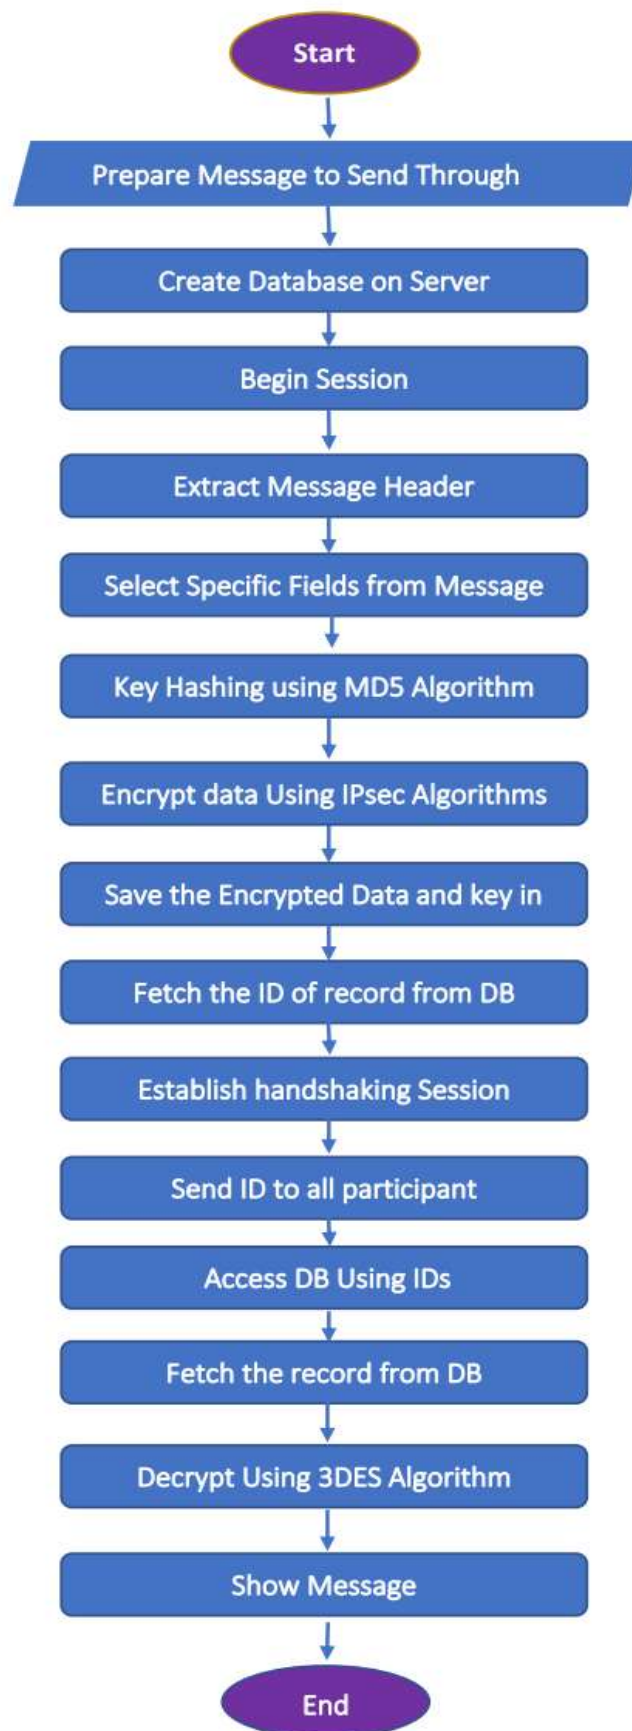 Start
Prepare Message to Send Through
Create Database on Server
Begin Session
Extract Message Header
Select Specific Fields from Message
Key Hashing using MD5 Algorithm
Encrypt data Using IPsec Algorithms
Save the Encrypted Data and key in
Fetch the ID of record from DB
Establish handshaking Session
Send ID to all participant
Access DB Using IDs
Fetch the record from DB
Decrypt Using 3DES Algorithm
Show Message
End